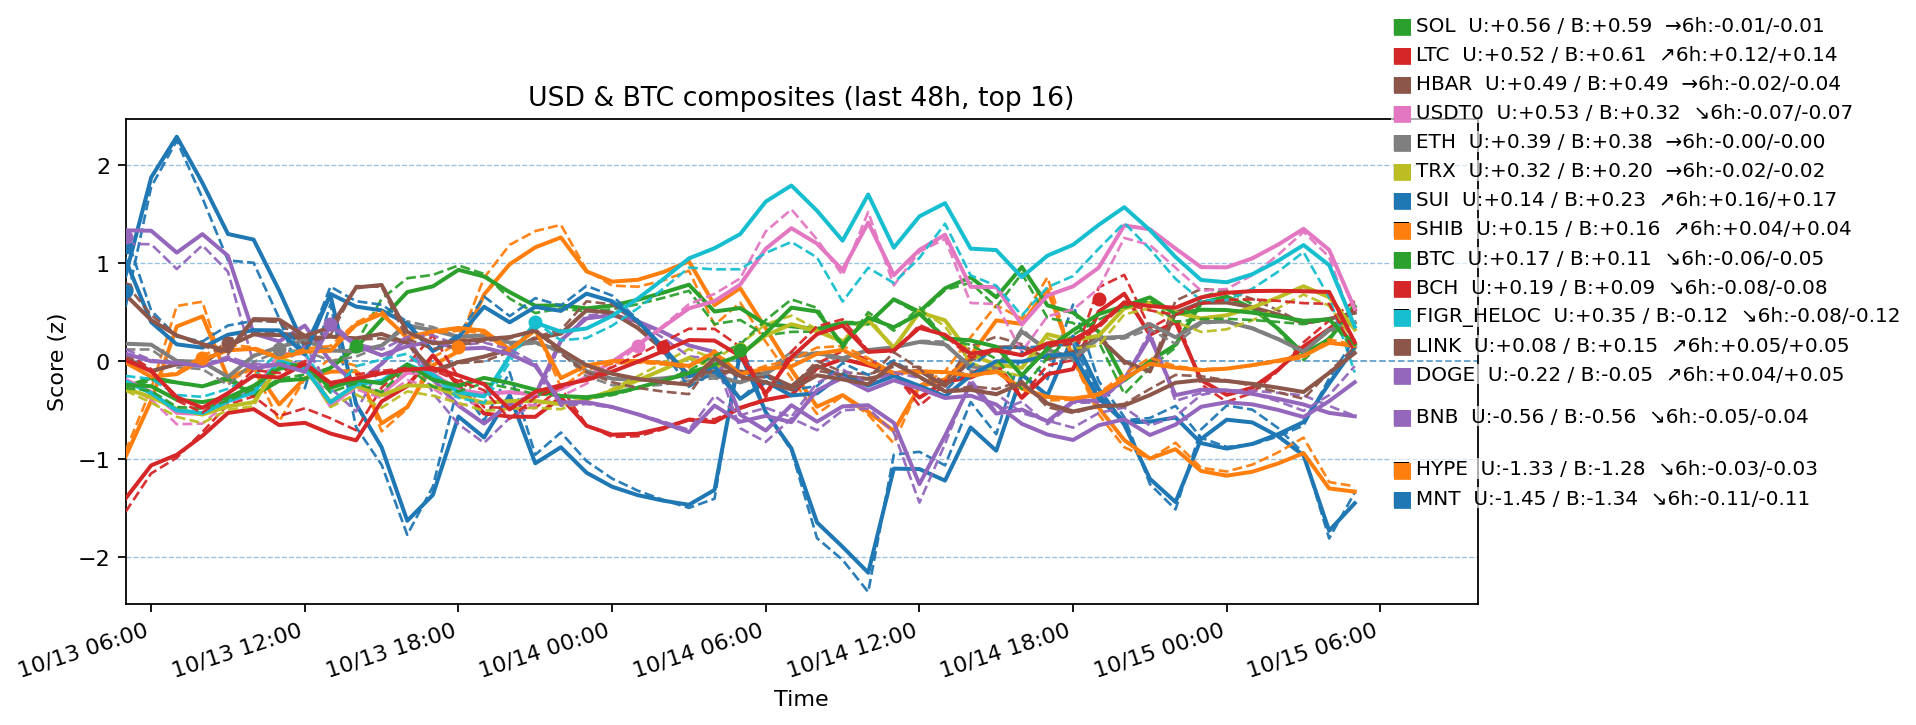 USD & BTC composites (last 48h, top 16)
SOL  U:+0.56 / B:+0.59  →6h:-0.01/-0.01
LTC  U:+0.52 / B:+0.61  ↗6h:+0.12/+0.14
HBAR  U:+0.49 / B:+0.49  →6h:-0.02/-0.04
USDT0  U:+0.53 / B:+0.32  ↘6h:-0.07/-0.07
ETH  U:+0.39 / B:+0.38  →6h:-0.00/-0.00
TRX  U:+0.32 / B:+0.20  →6h:-0.02/-0.02
SUI  U:+0.14 / B:+0.23  ↗6h:+0.16/+0.17
SHIB  U:+0.15 / B:+0.16  ↗6h:+0.04/+0.04
BTC  U:+0.17 / B:+0.11  ↘6h:-0.06/-0.05
BCH  U:+0.19 / B:+0.09  ↘6h:-0.08/-0.08
FIGR_HELOC  U:+0.35 / B:-0.12  ↘6h:-0.08/-0.12
LINK  U:+0.08 / B:+0.15  ↗6h:+0.05/+0.05
DOGE  U:-0.22 / B:-0.05  ↗6h:+0.04/+0.05
BNB  U:-0.56 / B:-0.56  ↘6h:-0.05/-0.04
HYPE  U:-1.33 / B:-1.28  ↘6h:-0.03/-0.03
MNT  U:-1.45 / B:-1.34  ↘6h:-0.11/-0.11
Score (z)
2
1
0
−1
−2
10/13 06:00
10/13 12:00
10/13 18:00
10/14 00:00
10/14 06:00
10/14 12:00
10/14 18:00
10/15 00:00
10/15 06:00
Time